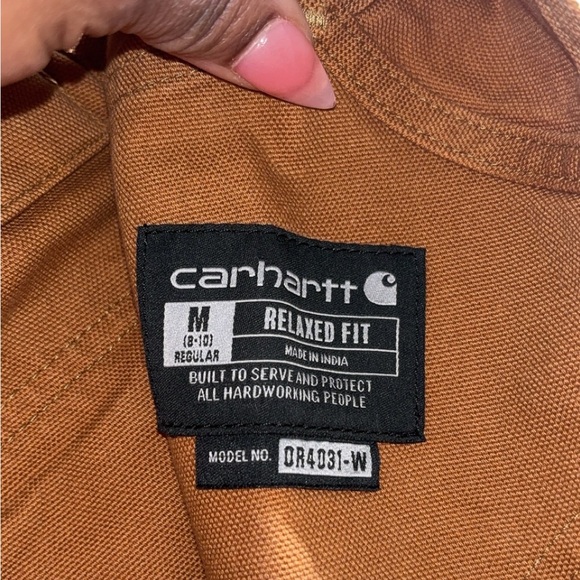 carhartt
M
(8-10)
REGULAR
RELAXED FIT
MADE IN INDIA
BUILT TO SERVE AND PROTECT
ALL HARDWORKING PEOPLE
MODEL NO. OR4031-W